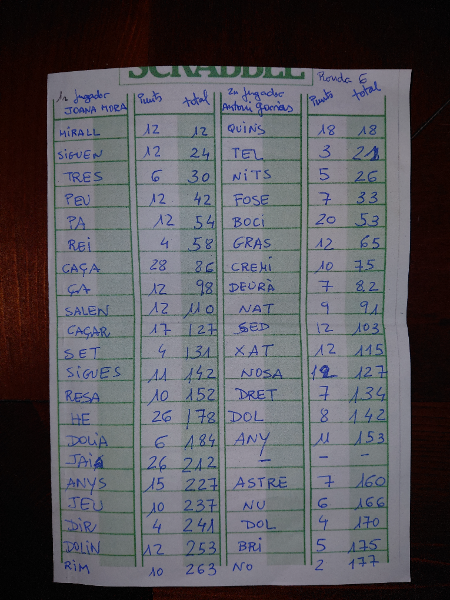 SCRABBLE Ronda 6
1r jugador Punts total 2n jugador Punts total
JOANA MORA Antoni
MIRALL 12 12 QUINS 18 18
SIGUEN 12 24 TEL 3 21
TRES 6 30 NITS 5 26
PEU 12 42 FOSE 7 33
PA 12 54 BOCI 20 53
REI 4 58 GRAS 12 65
CAÇA 28 86 CREMI 10 75
ÇA 12 98 DEURÀ 7 82
SALEN 12 110 NAT 9 91
CAÇAR 17 127 SED 12 103
SET 4 131 XAT 12 115
SIGUES 11 142 NOSA 12 127
RESA 10 152 DRET 7 134
HE 26 178 DOL 8 142
DOLIA 6 184 ANY 11 153
JAIA 26 212 – – –
ANYS 15 227 ASTRE 7 160
JEU 10 237 NU 6 166
DIR 4 241 DOL 4 170
DOLIN 12 253 BRI 5 175
RIM 10 263 NO 2 177